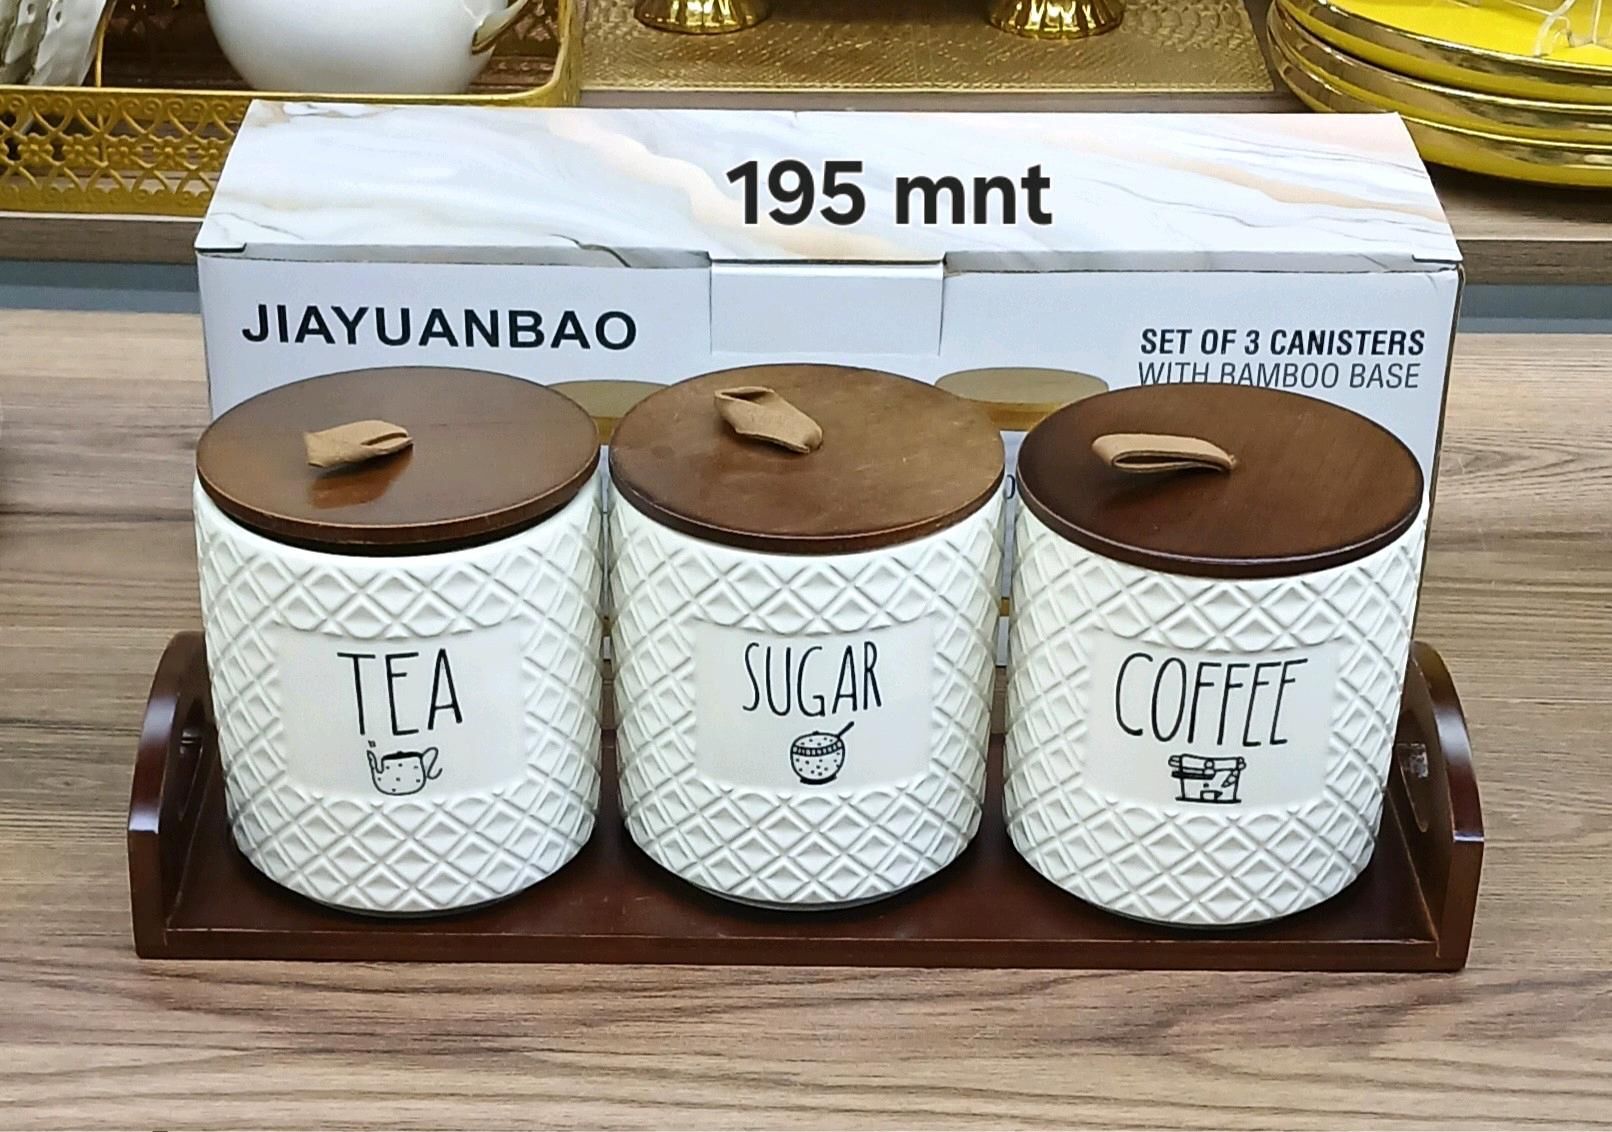 195 mnt
JIAYUANBAO
SET OF 3 CANISTERS
WITH BAMBOO BASE
TEA
SUGAR
COFFEE